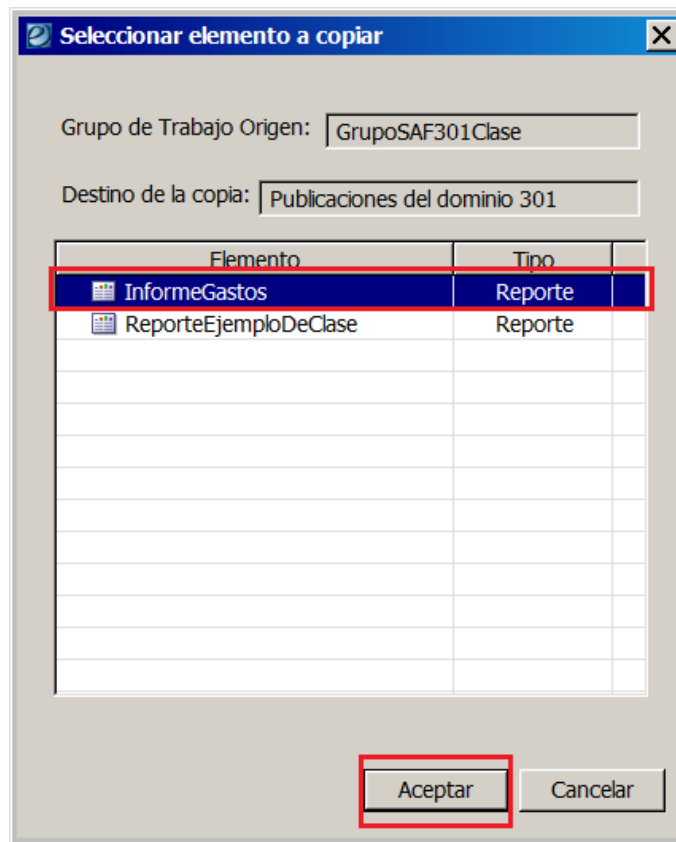 Seleccionar elemento a copiar
Grupo de Trabajo Origen: GrupoSAF301Clase
Destino de la copia: Publicaciones del dominio 301
Elemento Tipo
InformeGastos Reporte
ReporteEjemploDeClase Reporte
Aceptar Cancelar